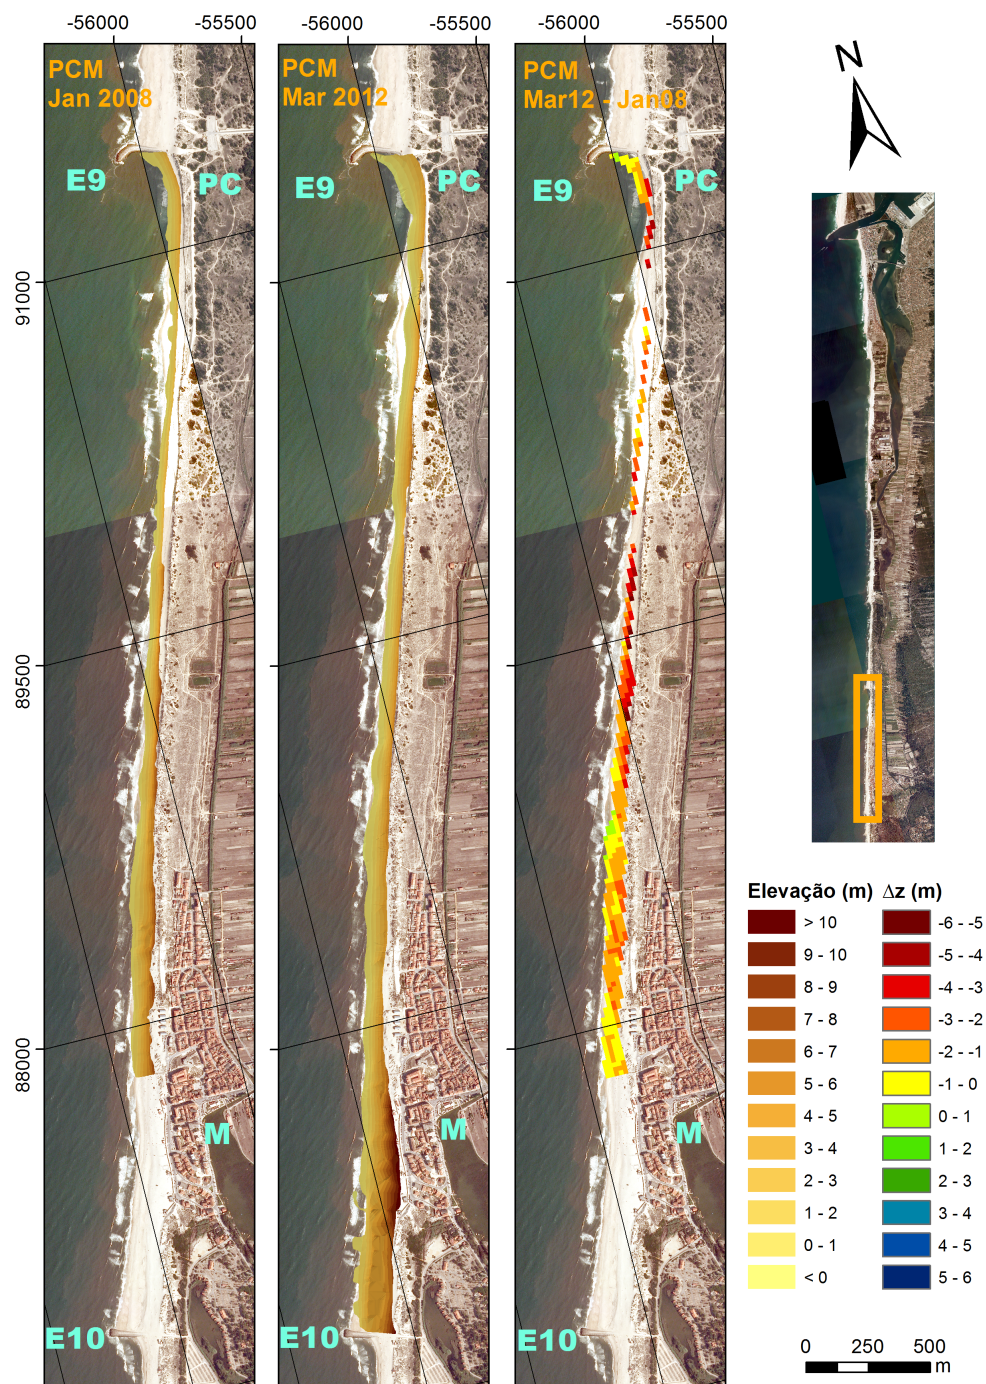 -56000 -55500 -56000 -55500 -56000 -55500
PCM
Jan 2008
PCM
Mar 2012
PCM
Mar12 - Jan08
N
E9
PC
E9
PC
E9
PC
91000
89500
88000
M
M
M
E10
E10
E10
Elevação (m) Δz (m)
> 10 -6 - -5
9 - 10 -5 - -4
8 - 9 -4 - -3
7 - 8 -3 - -2
6 - 7 -2 - -1
5 - 6 -1 - 0
4 - 5 0 - 1
3 - 4 1 - 2
2 - 3 2 - 3
1 - 2 3 - 4
0 - 1 4 - 5
< 0 5 - 6
0 250 500
m